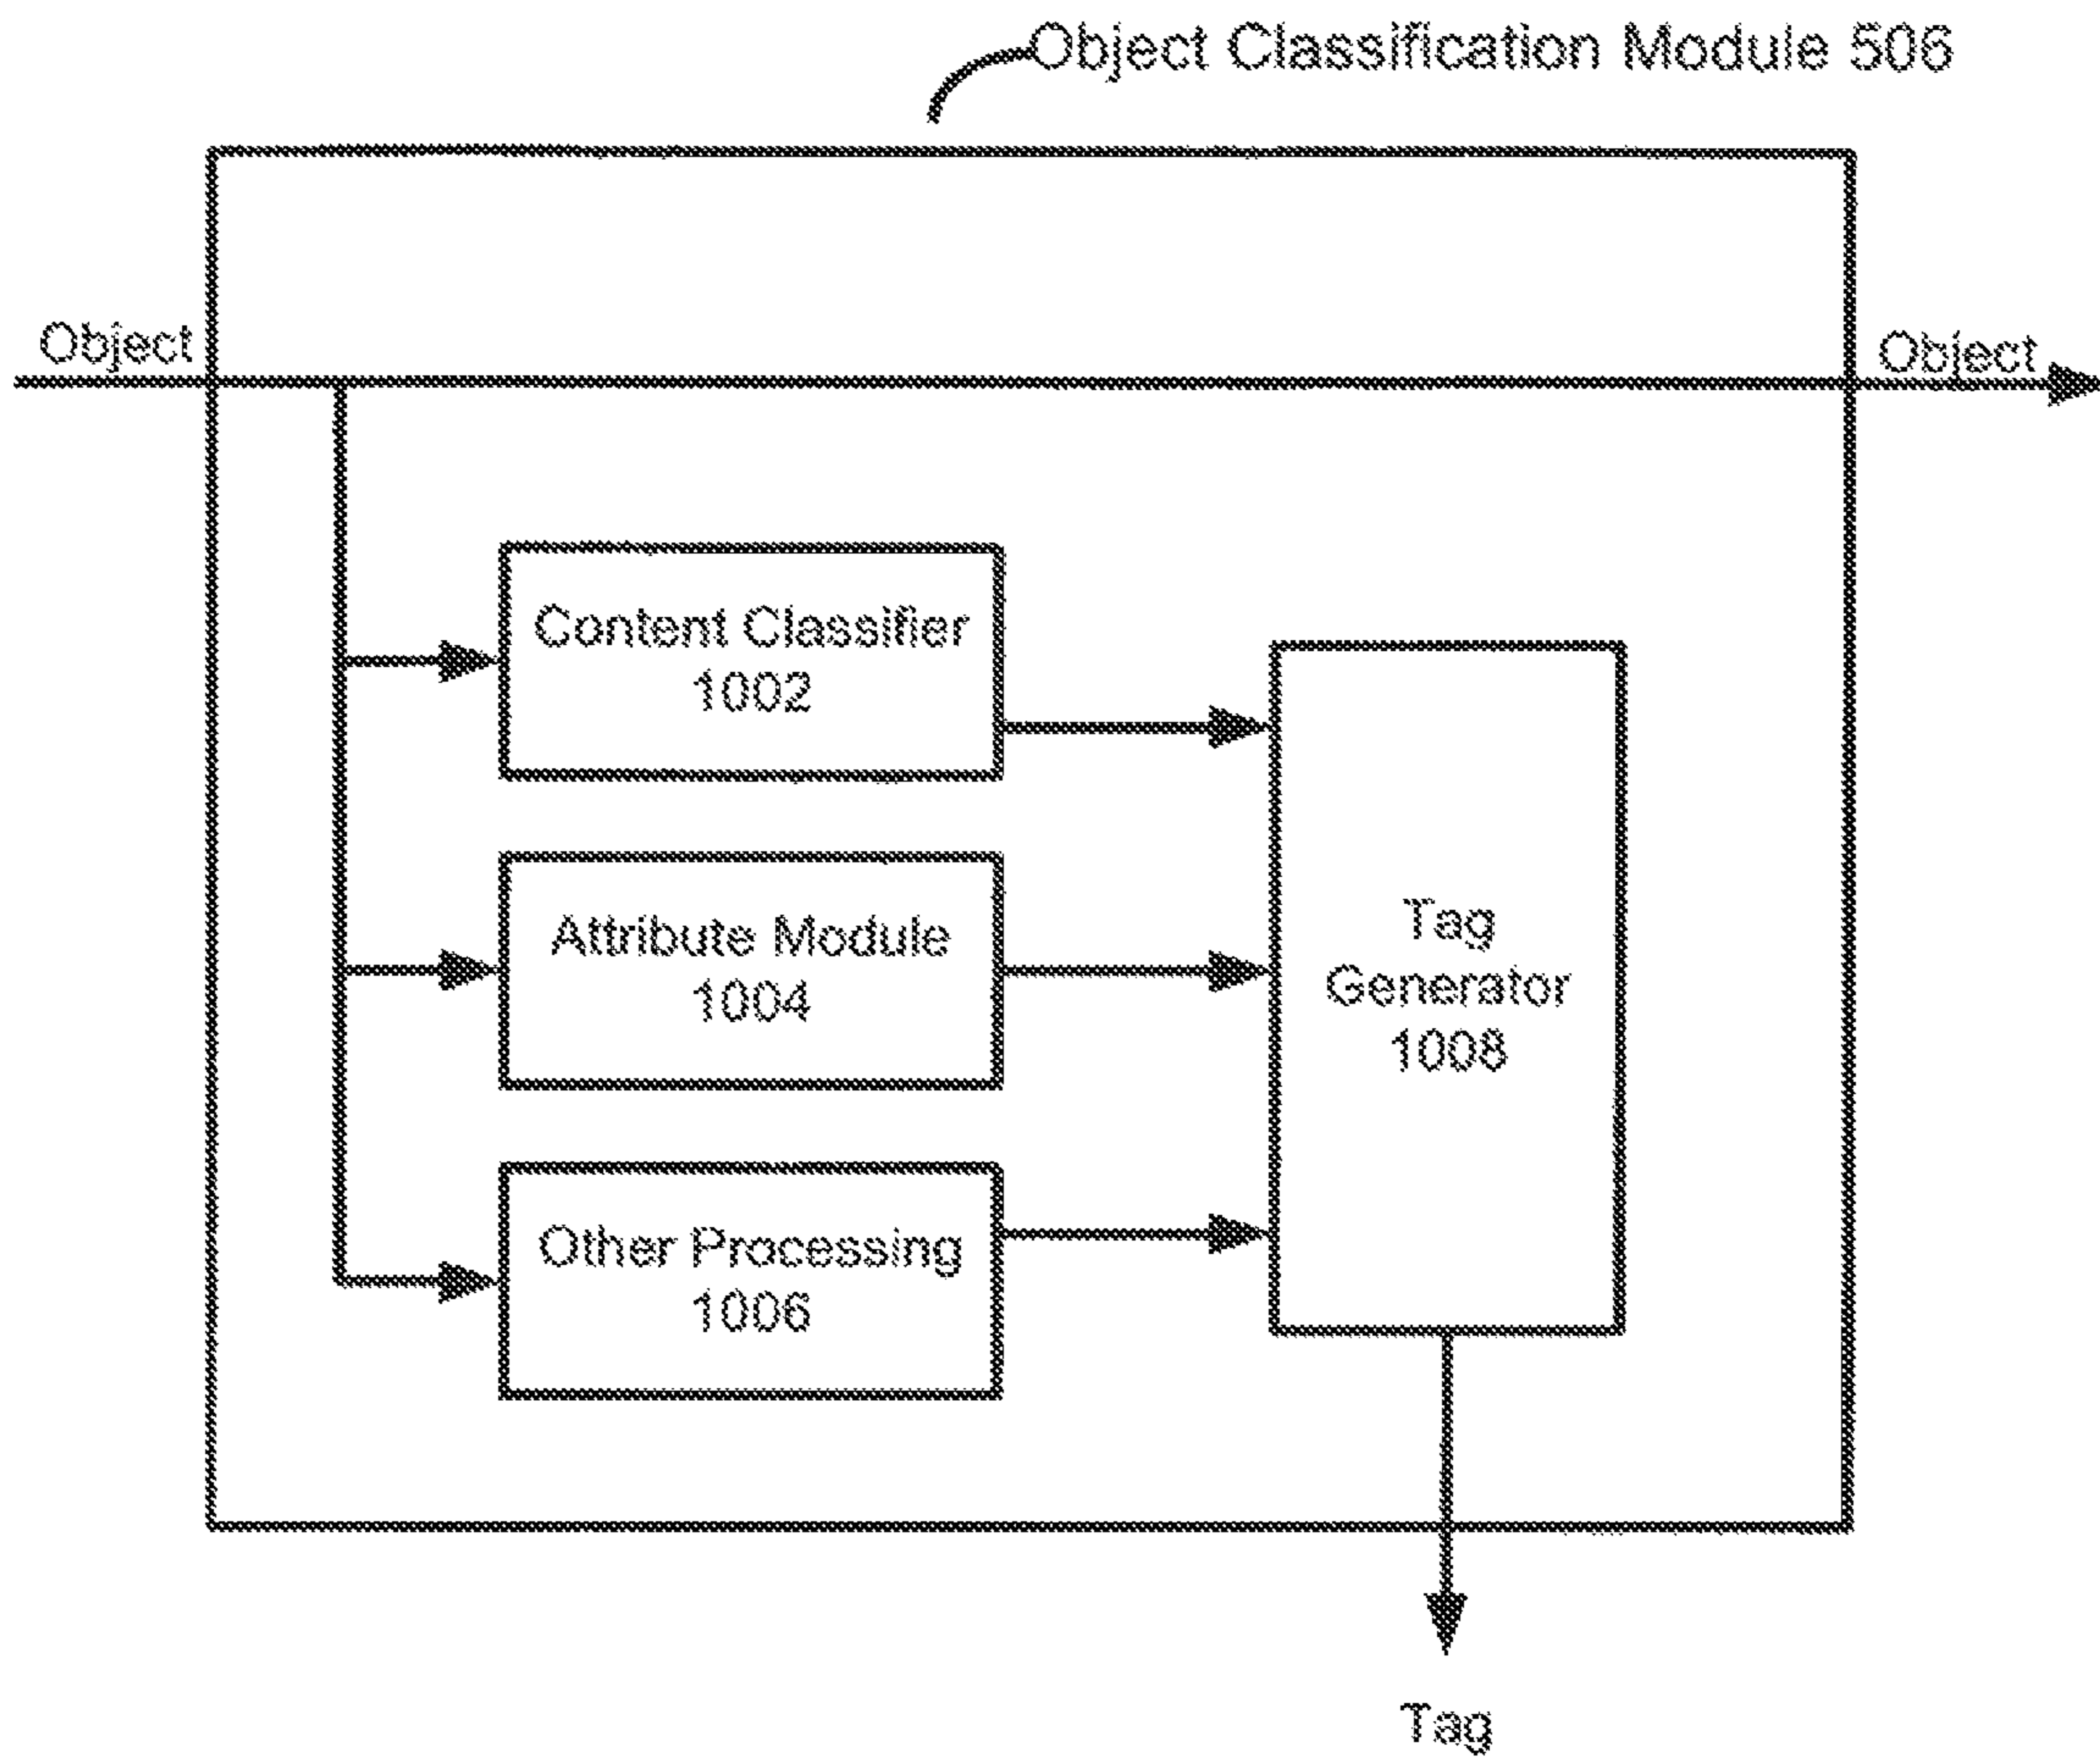 Object Classification Module 506
Object
Object
Content Classifier
1002
Attribute Module
1004
Other Processing
1006
Tag
Generator
1008
Tag